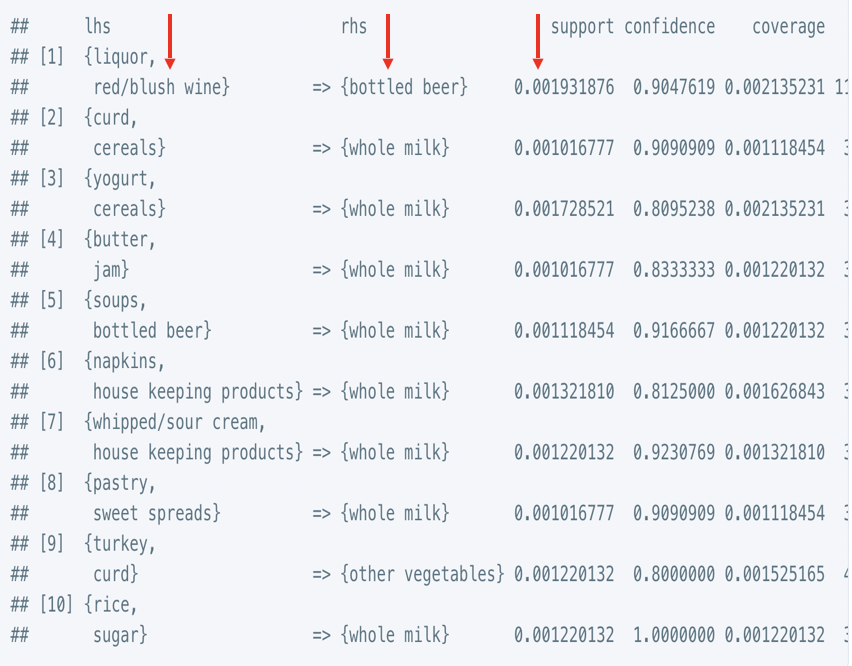 ##      lhs                         rhs                    support confidence    coverage
## [1]  {liquor,
##       red/blush wine}         => {bottled beer}     0.001931876  0.9047619 0.002135231 11
## [2]  {curd,
##       cereals}                => {whole milk}       0.001016777  0.9090909 0.001118454  3
## [3]  {yogurt,
##       cereals}                => {whole milk}       0.001728521  0.8095238 0.002135231  3
## [4]  {butter,
##       jam}                    => {whole milk}       0.001016777  0.8333333 0.001220132  3
## [5]  {soups,
##       bottled beer}           => {whole milk}       0.001118454  0.9166667 0.001220132  3
## [6]  {napkins,
##       house keeping products} => {whole milk}       0.001321810  0.8125000 0.001626843  3
## [7]  {whipped/sour cream,
##       house keeping products} => {whole milk}       0.001220132  0.9230769 0.001321810  3
## [8]  {pastry,
##       sweet spreads}          => {whole milk}       0.001016777  0.9090909 0.001118454  3
## [9]  {turkey,
##       curd}                   => {other vegetables} 0.001220132  0.8000000 0.001525165  4
## [10] {rice,
##       sugar}                  => {whole milk}       0.001220132  1.0000000 0.001220132  3